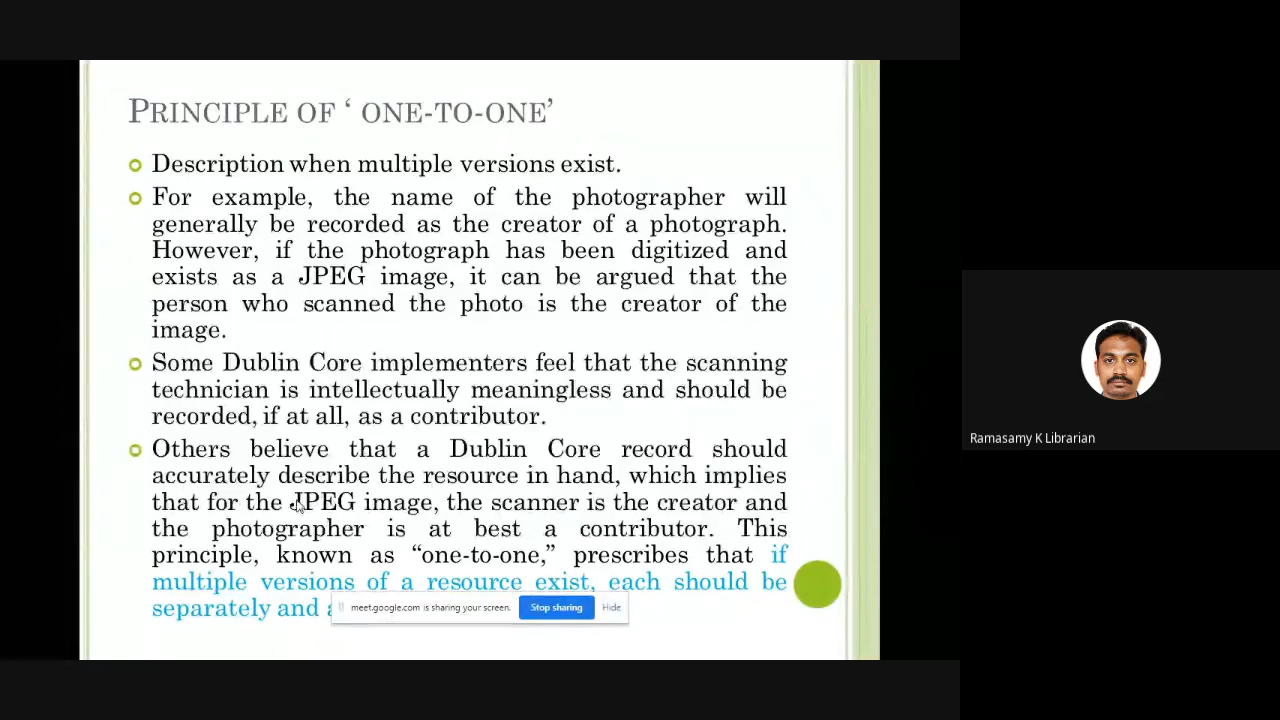 PRINCIPLE OF ‘ ONE-TO-ONE’
Description when multiple versions exist.
For example, the name of the photographer will
generally be recorded as the creator of a photograph.
However, if the photograph has been digitized and
exists as a JPEG image, it can be argued that the
person who scanned the photo is the creator of the
image.
Some Dublin Core implementers feel that the scanning
technician is intellectually meaningless and should be
recorded, if at all, as a contributor.
Others believe that a Dublin Core record should
accurately describe the resource in hand, which implies
that for the JPEG image, the scanner is the creator and
the photographer is at best a contributor. This
principle, known as “one-to-one,” prescribes that if
multiple versions of a resource exist, each should be
separately and
meet.google.com is sharing your screen. Stop sharing Hide
Ramasamy K Librarian